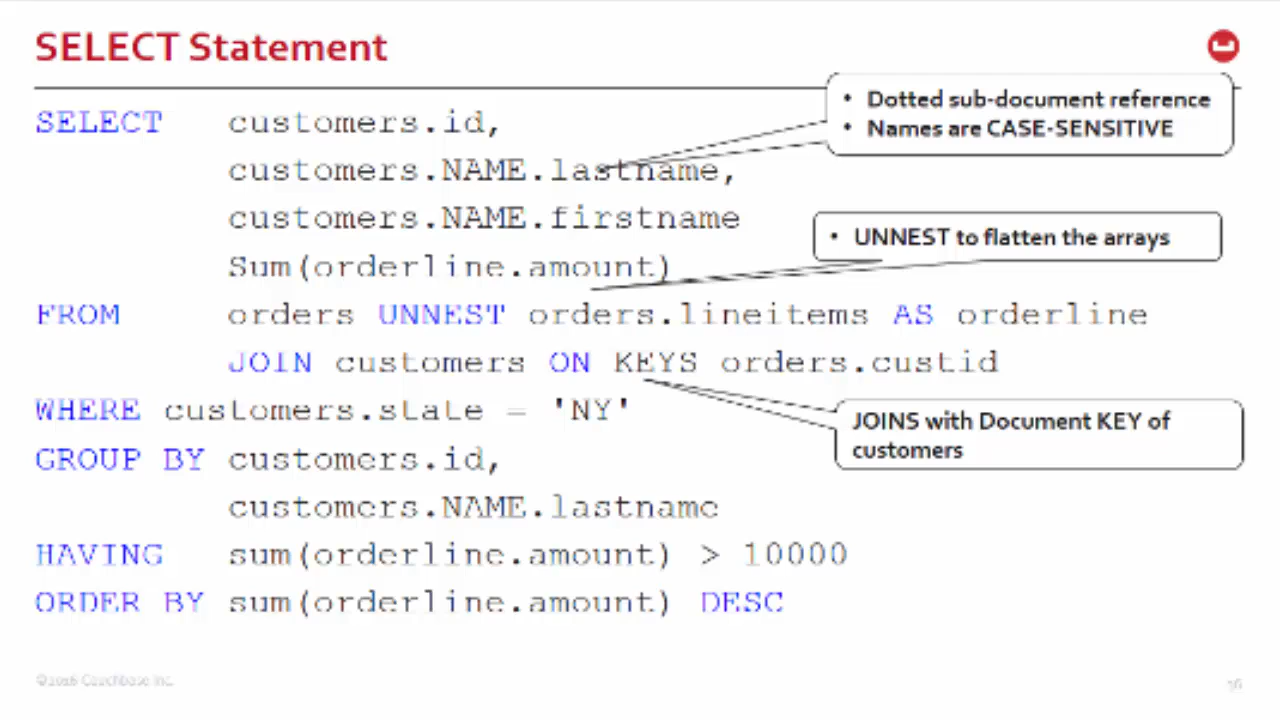 SELECT Statement
• Dotted sub-document reference
• Names are CASE-SENSITIVE
SELECT customers.id,
customers.NAME.lastname,
customers.NAME.firstname
• UNNEST to flatten the arrays
Sum(orderline.amount)
FROM orders UNNEST orders.lineitems AS orderline
JOIN customers ON KEYS orders.custid
WHERE customers.state = 'NY'
JOINS with Document KEY of
customers
GROUP BY customers.id,
customers.NAME.lastname
HAVING sum(orderline.amount) > 10000
ORDER BY sum(orderline.amount) DESC
©2016 Couchbase Inc.